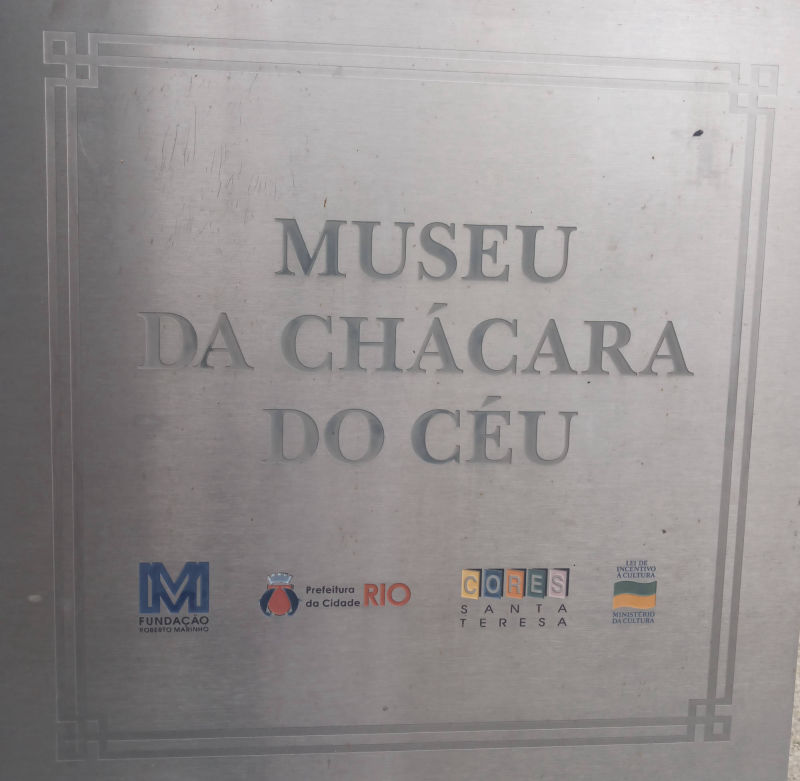 MUSEU
DA CHÁCARA
DO CÉU
FUNDAÇÃO
ROBERTO MARINHO
Prefeitura
da Cidade RIO
CORES
SANTA
TERESA
LEI DE
INCENTIVO
À CULTURA
MINISTÉRIO
DA CULTURA